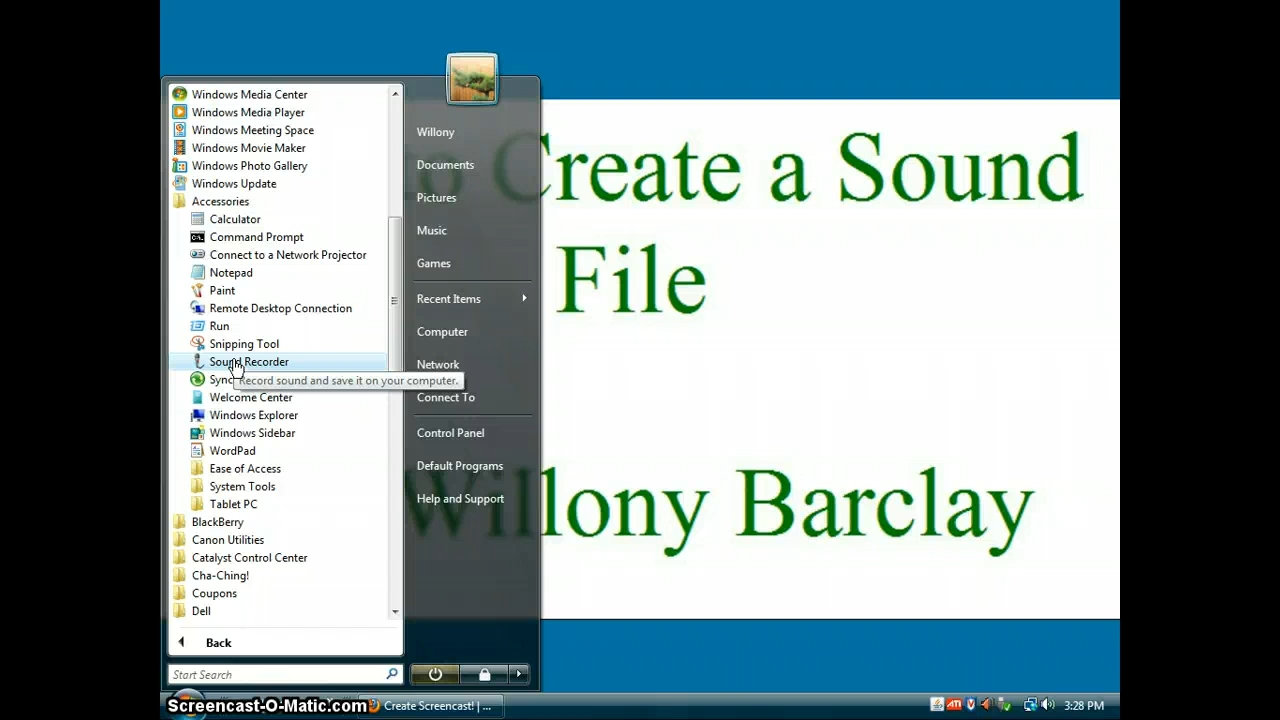 Windows Media Center
Windows Media Player
Windows Meeting Space
Windows Movie Maker
Windows Photo Gallery
Windows Update
Accessories
Calculator
Command Prompt
Connect to a Network Projector
Notepad
Paint
Remote Desktop Connection
Run
Snipping Tool
Sound Recorder
Sync
Record sound and save it on your computer.
Welcome Center
Windows Explorer
Windows Sidebar
WordPad
Ease of Access
System Tools
Tablet PC
BlackBerry
Canon Utilities
Catalyst Control Center
Cha-Ching!
Coupons
Dell
Back
Start Search
Willony
Documents
Pictures
Music
Games
Recent Items
Computer
Network
Connect To
Control Panel
Default Programs
Help and Support
Create a Sound
File
Willony Barclay
Screencast-O-Matic.com
Create Screencast! | ...
ATI
3:28 PM